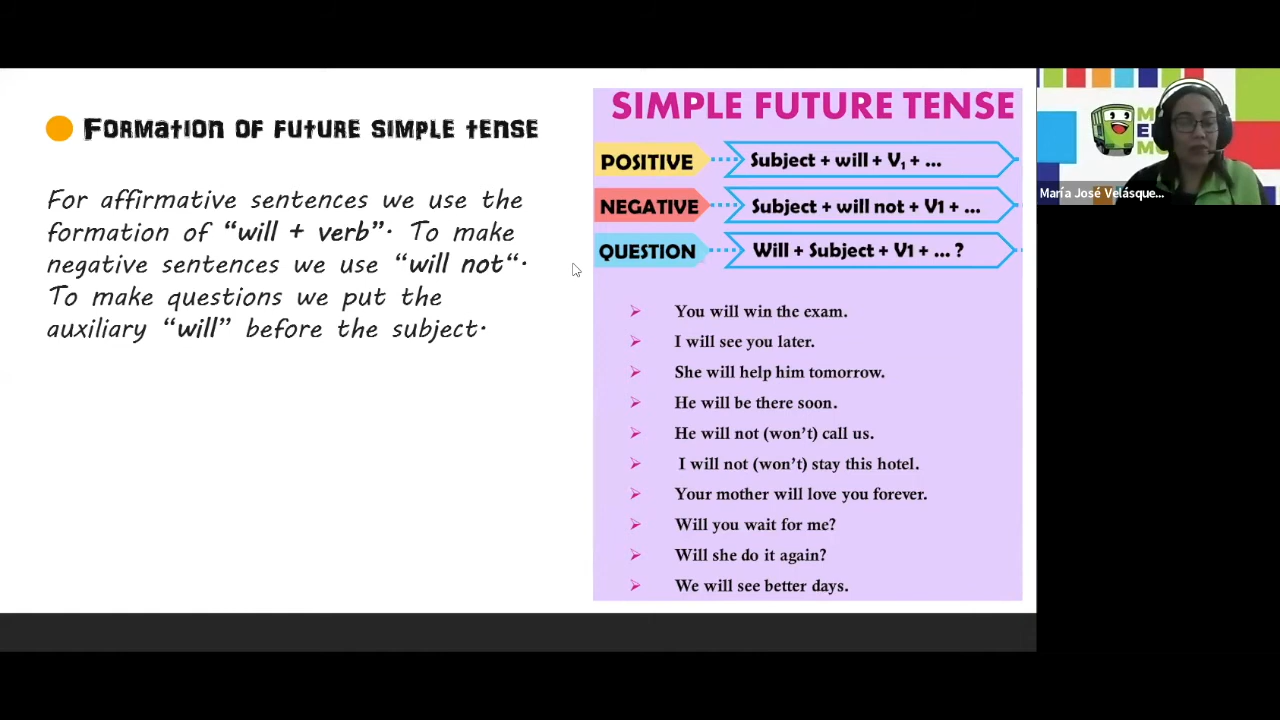 FORMATION OF FUTURE SIMPLE TENSE
For affirmative sentences we use the
formation of “will + verb”. To make
negative sentences we use “will not“.
To make questions we put the
auxiliary “will” before the subject.
SIMPLE FUTURE TENSE
POSITIVE Subject + will + V1 + ...
NEGATIVE Subject + will not + V1 + ...
QUESTION Will + Subject + V1 + ... ?
You will win the exam.
I will see you later.
She will help him tomorrow.
He will be there soon.
He will not (won’t) call us.
I will not (won’t) stay this hotel.
Your mother will love you forever.
Will you wait for me?
Will she do it again?
We will see better days.
María José Velásque...